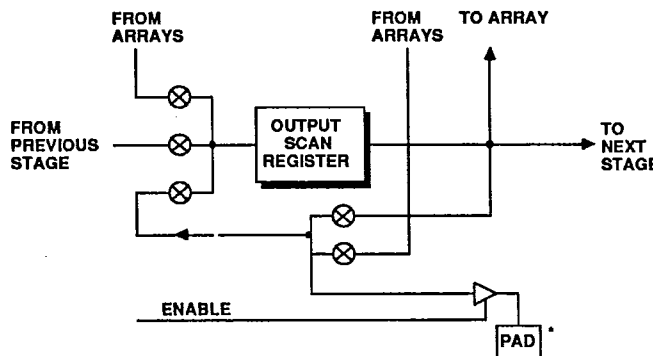 FROM
ARRAYS
FROM
ARRAYS
TO ARRAY
FROM
PREVIOUS
STAGE
OUTPUT
SCAN
REGISTER
TO
NEXT
STAGE
ENABLE
PAD *